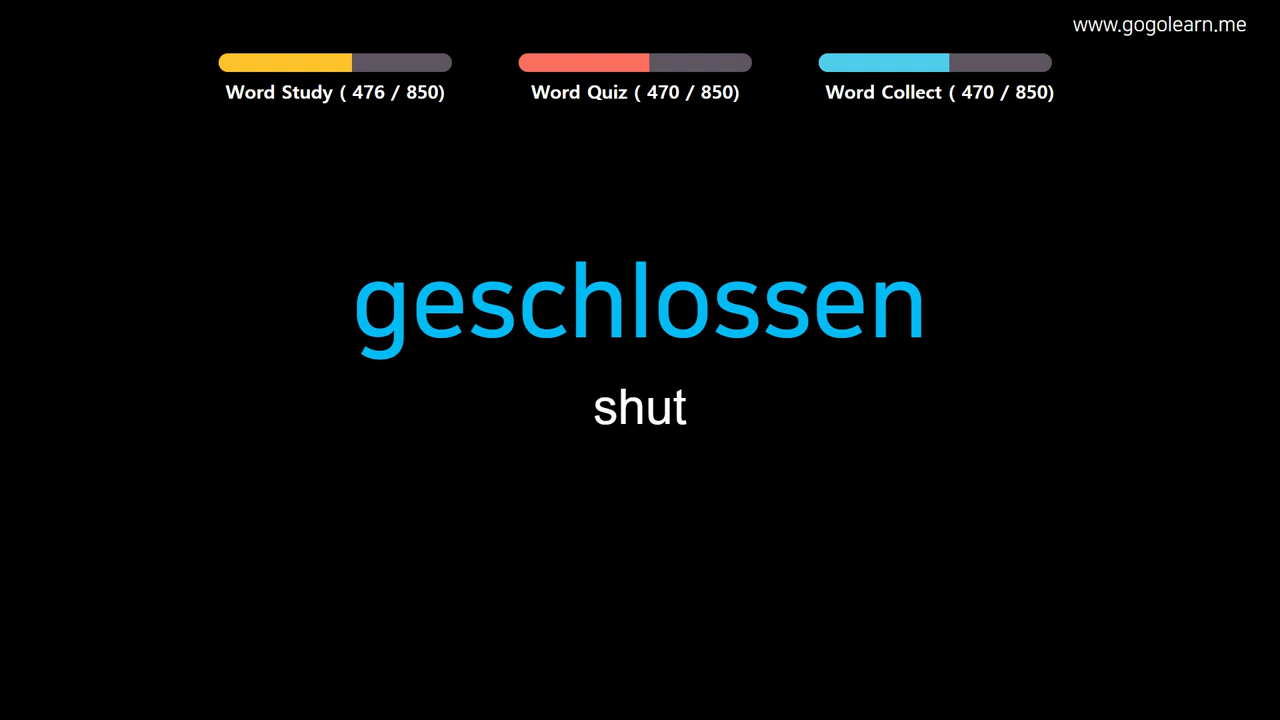 www.gogolearn.me
Word Study ( 476 / 850)
Word Quiz ( 470 / 850)
Word Collect ( 470 / 850)
geschlossen
shut